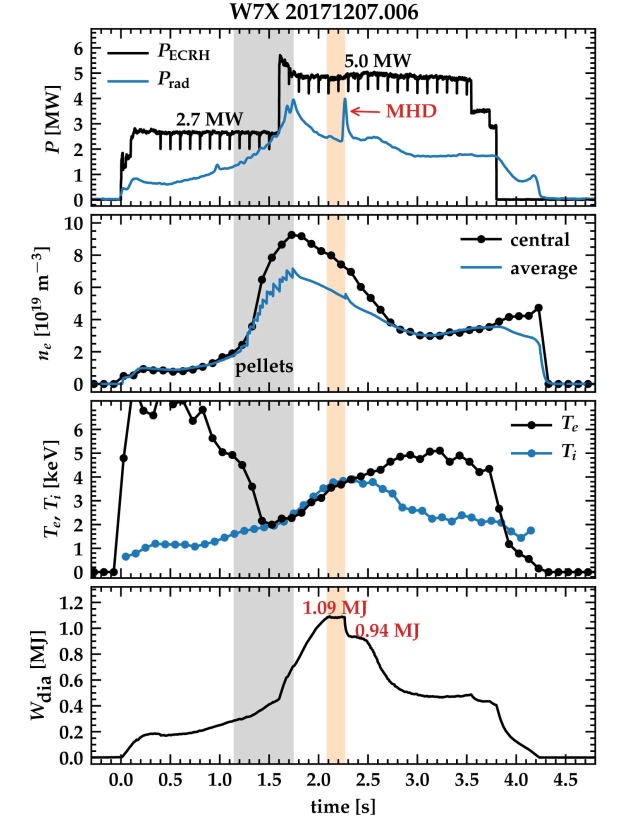 W7X 20171207.006
P [MW]
6
5
4
3
2
1
0
P_ECRH
P_rad
2.7 MW
5.0 MW
MHD
n_e [10^19 m^−3]
10
8
6
4
2
0
central
average
pellets
T_e, T_i [keV]
6
5
4
3
2
1
0
T_e
T_i
W_dia [MJ]
1.2
1.0
0.8
0.6
0.4
0.2
0.0
1.09 MJ
0.94 MJ
0.0 0.5 1.0 1.5 2.0 2.5 3.0 3.5 4.0 4.5
time [s]